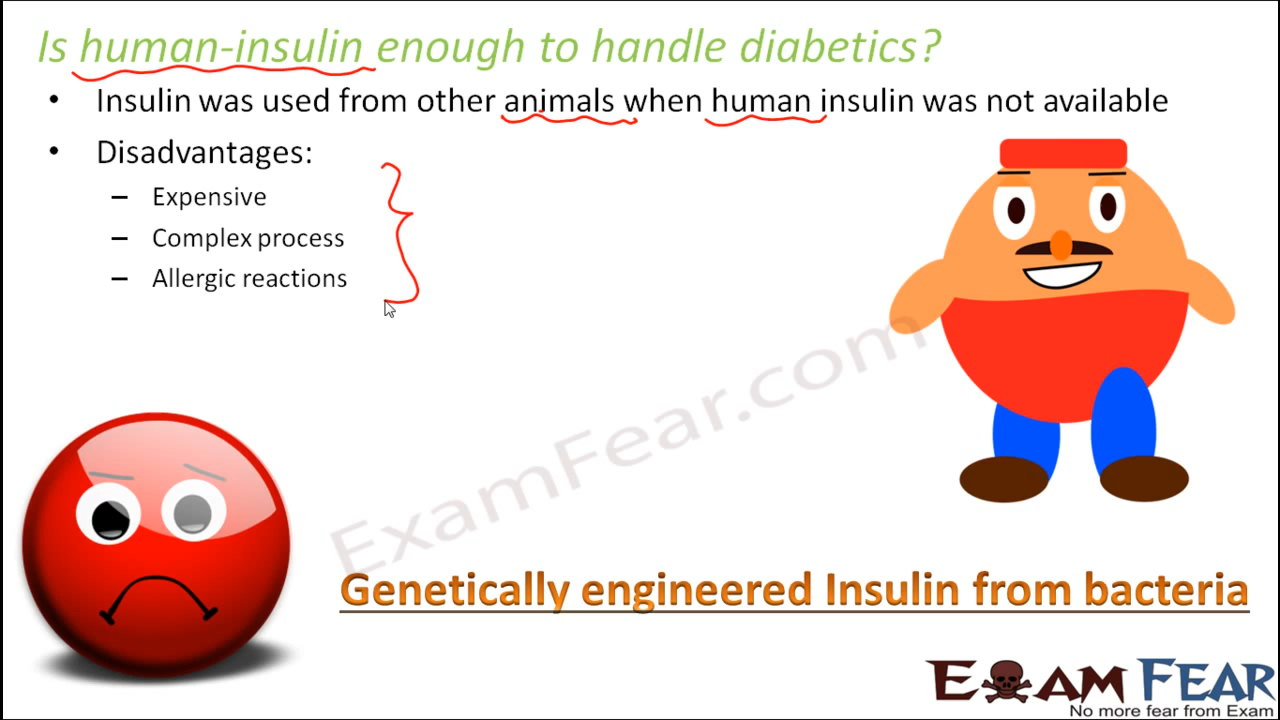 Is human-insulin enough to handle diabetics?
• Insulin was used from other animals when human insulin was not available
• Disadvantages:
– Expensive
– Complex process
– Allergic reactions
ExamFear.com
Genetically engineered Insulin from bacteria
EXAM FEAR
No more fear from Exam